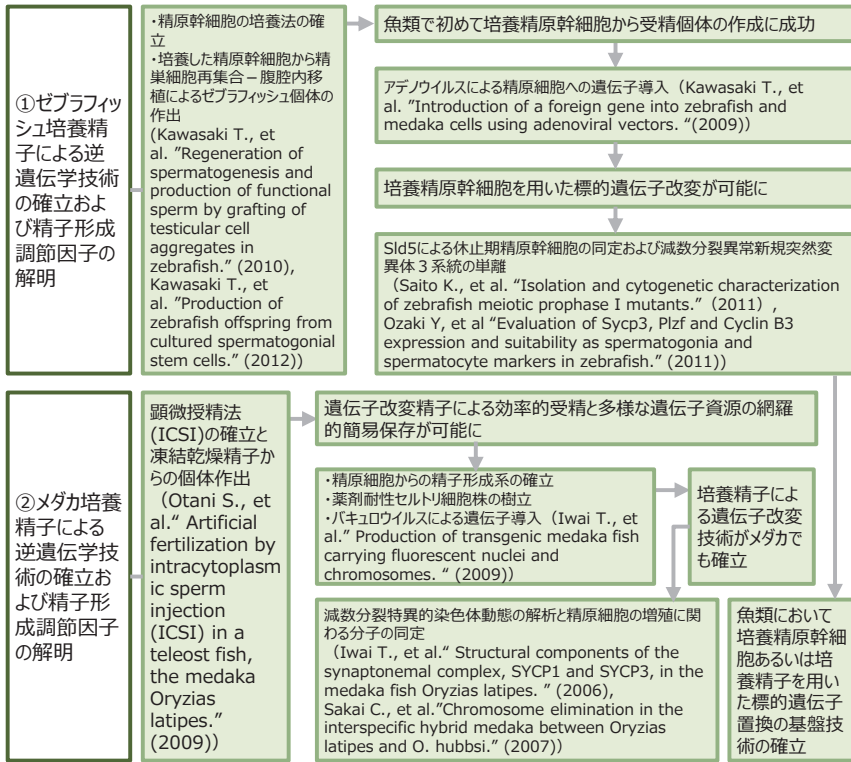 ①ゼブラフィッ
シュ培養精
子による逆
遺伝学技術
の確立およ
び精子形成
調節因子の
解明
・精原幹細胞の培養法の確
立
・培養した精原幹細胞から精
巣細胞再集合－腹腔内移
植によるゼブラフィッシュ個体の
作出
(Kawasaki T., et
al. ”Regeneration of
spermatogenesis and
production of functional
sperm by grafting of
testicular cell
aggregates in
zebrafish.” (2010),
Kawasaki T., et
al. ”Production of
zebrafish offspring from
cultured spermatogonial
stem cells.” (2012))
魚類で初めて培養精原幹細胞から受精個体の作成に成功
アデノウイルスによる精原細胞への遺伝子導入（Kawasaki T., et
al. ”Introduction of a foreign gene into zebrafish and
medaka cells using adenoviral vectors. “(2009))
培養精原幹細胞を用いた標的遺伝子改変が可能に
Sld5による休止期精原幹細胞の同定および減数分裂異常新規突然変
異体３系統の単離
（Saito K., et al. “Isolation and cytogenetic characterization
of zebrafish meiotic prophase I mutants.”（2011）,
Ozaki Y, et al “Evaluation of Sycp3, Plzf and Cyclin B3
expression and suitability as spermatogonia and
spermatocyte markers in zebrafish.” (2011))
②メダカ培養
精子による
逆遺伝学技
術の確立お
よび精子形
成調節因子
の解明
顕微授精法
(ICSI)の確立と
凍結乾燥精子か
らの個体作出
（Otani S., et
al.“ Artificial
fertilization by
intracytoplasm
ic sperm
injection
(ICSI) in a
teleost fish,
the medaka
Oryzias
latipes.”
(2009))
遺伝子改変精子による効率的受精と多様な遺伝子資源の網羅
的簡易保存が可能に
・精原細胞からの精子形成系の確立
・薬剤耐性セルトリ細胞株の樹立
・バキュロウイルスによる遺伝子導入（Iwai T., et
al.” Production of transgenic medaka fish
carrying fluorescent nuclei and
chromosomes. “ (2009))
培養精子によ
る遺伝子改変
技術がメダカで
も確立
減数分裂特異的染色体動態の解析と精原細胞の増殖に関
わる分子の同定
（Iwai T., et al.“ Structural components of the
synaptonemal complex, SYCP1 and SYCP3, in the
medaka fish Oryzias latipes. ” (2006),
Sakai C., et al.”Chromosome elimination in the
interspecific hybrid medaka between Oryzias
latipes and O. hubbsi.” (2007))
魚類において
培養精原幹細
胞あるいは培
養精子を用い
た標的遺伝子
置換の基盤技
術の確立